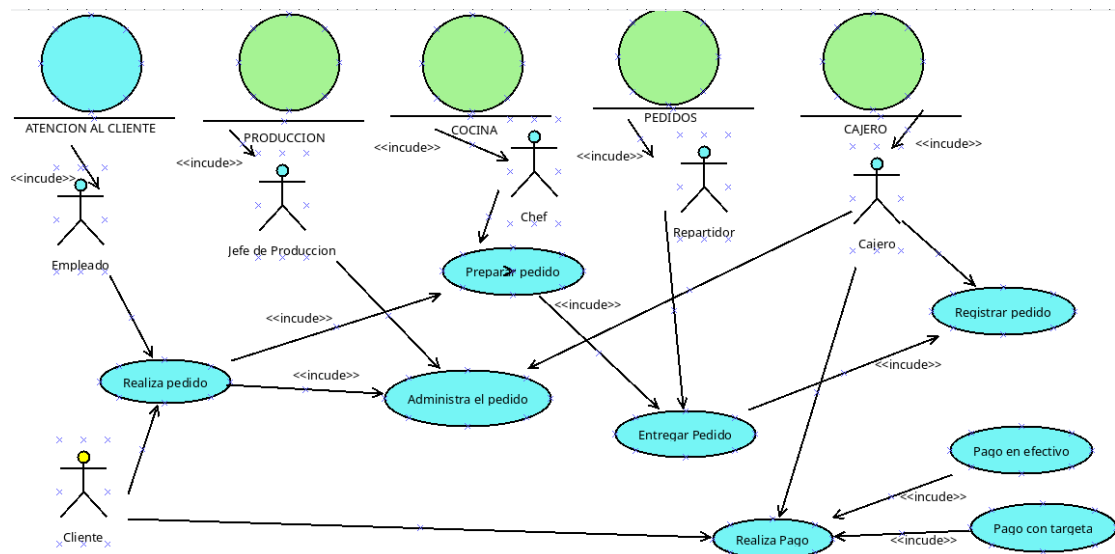 ATENCION AL CLIENTE
PRODUCCION
COCINA
PEDIDOS
CAJERO
<<incude>>
<<incude>>
<<incude>>
<<incude>>
<<incude>>
Empleado
Jefe de Produccion
Chef
Repartidor
Cajero
Preparar pedido
<<incude>>
<<incude>>
Registrar pedido
Realiza pedido
<<incude>>
Administra el pedido
<<incude>>
Entregar Pedido
Pago en efectivo
<<incude>>
Cliente
Realiza Pago
<<incude>>
Pago con targeta